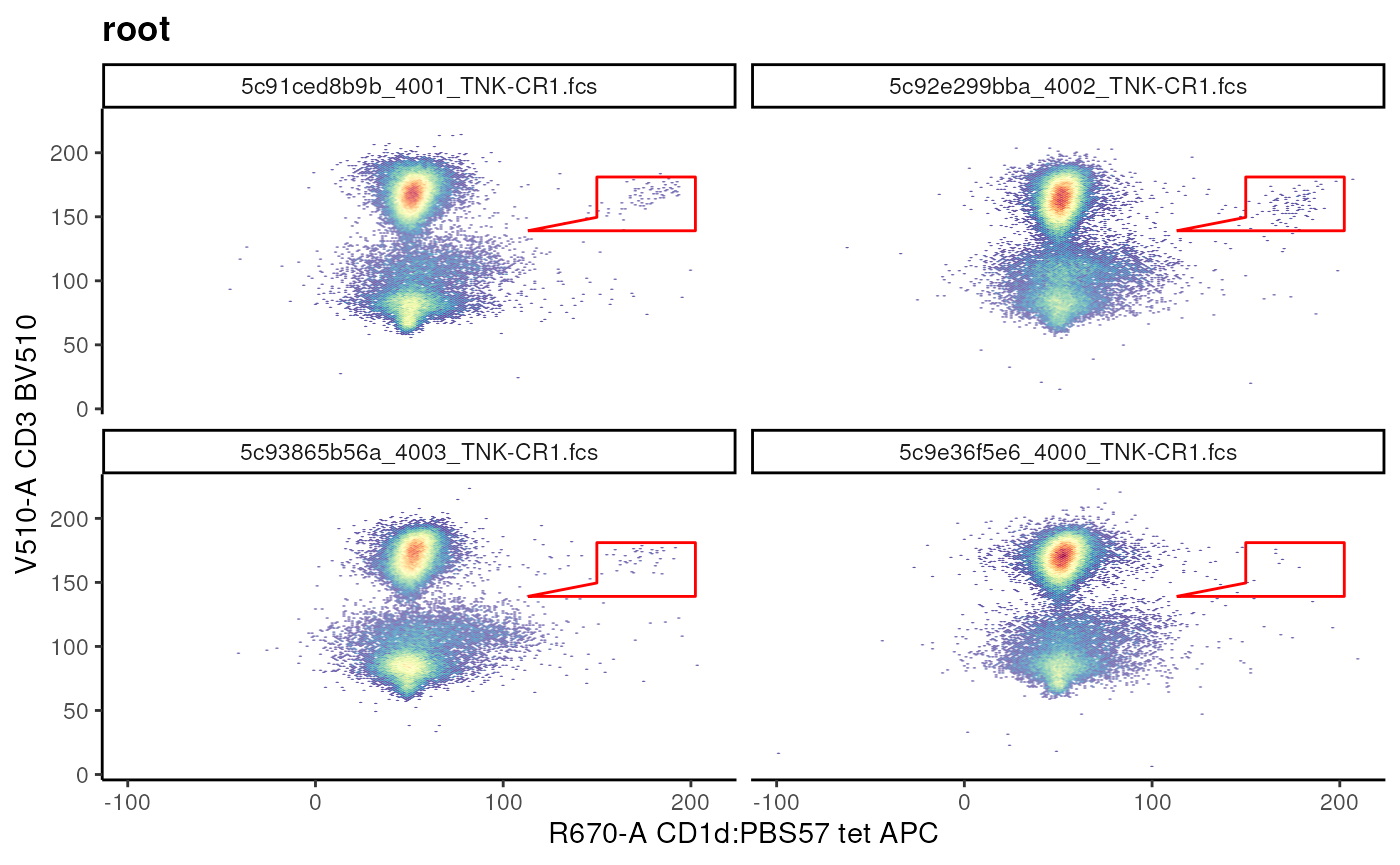 root
5c91ced8b9b_4001_TNK-CR1.fcs
5c92e299bba_4002_TNK-CR1.fcs
200
150
100
50
0
V510-A CD3 BV510
5c93865b56a_4003_TNK-CR1.fcs
5c9e36f5e6_4000_TNK-CR1.fcs
200
150
100
50
0
-100 0 100 200 -100 0 100 200
R670-A CD1d:PBS57 tet APC